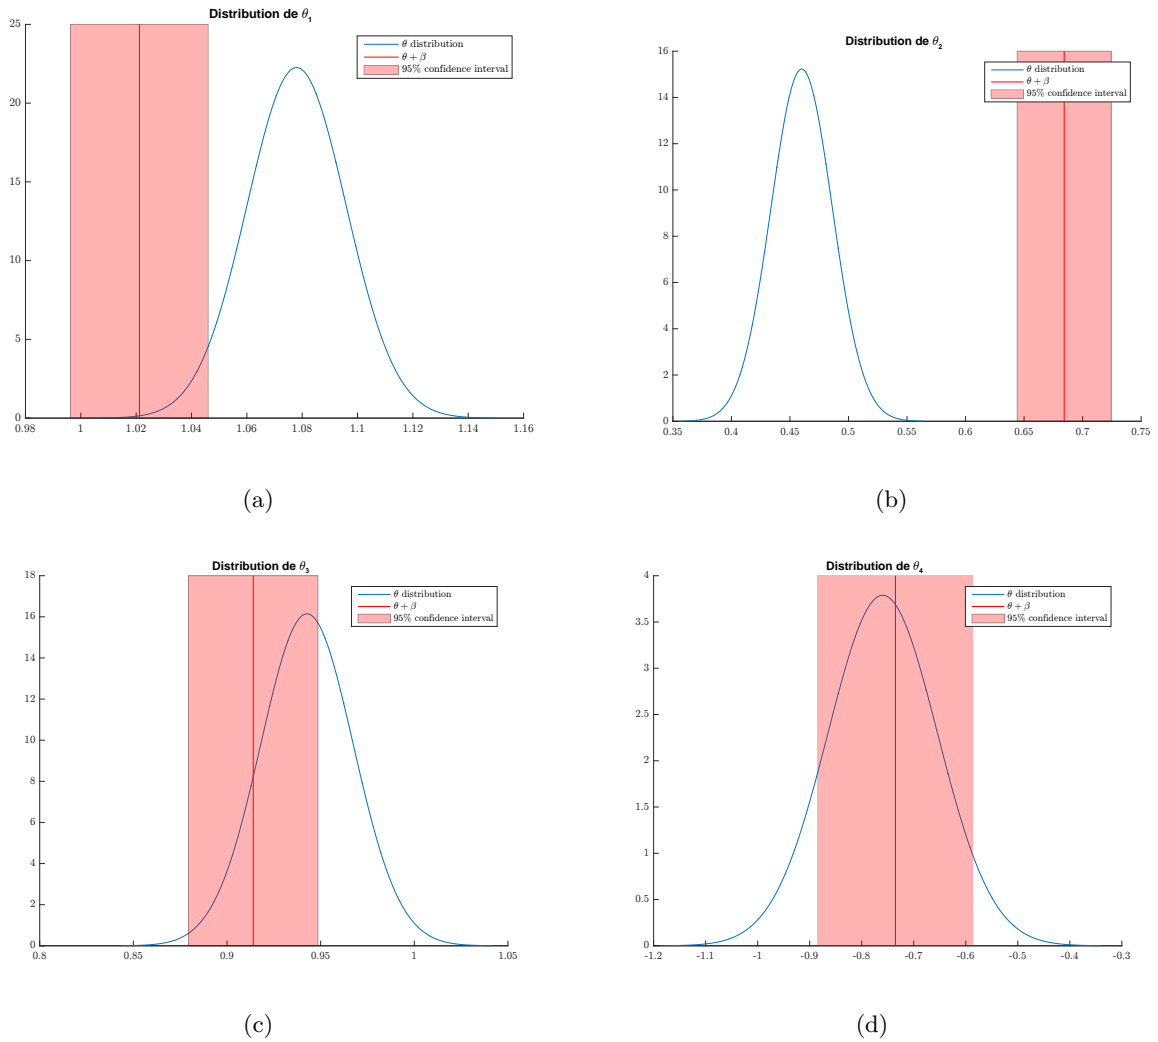 Distribution de θ1
25
20
15
10
5
0
0.98 1 1.02 1.04 1.06 1.08 1.1 1.12 1.14 1.16
θ distribution
θ + β
95% confidence interval
(a)
Distribution de θ2
16
14
12
10
8
6
4
2
0
0.35 0.4 0.45 0.5 0.55 0.6 0.65 0.7 0.75
θ distribution
θ + β
95% confidence interval
(b)
Distribution de θ3
18
16
14
12
10
8
6
4
2
0
0.8 0.85 0.9 0.95 1 1.05
θ distribution
θ + β
95% confidence interval
(c)
Distribution de θ4
4
3.5
3
2.5
2
1.5
1
0.5
0
-1.2 -1.1 -1 -0.9 -0.8 -0.7 -0.6 -0.5 -0.4 -0.3
θ distribution
θ + β
95% confidence interval
(d)